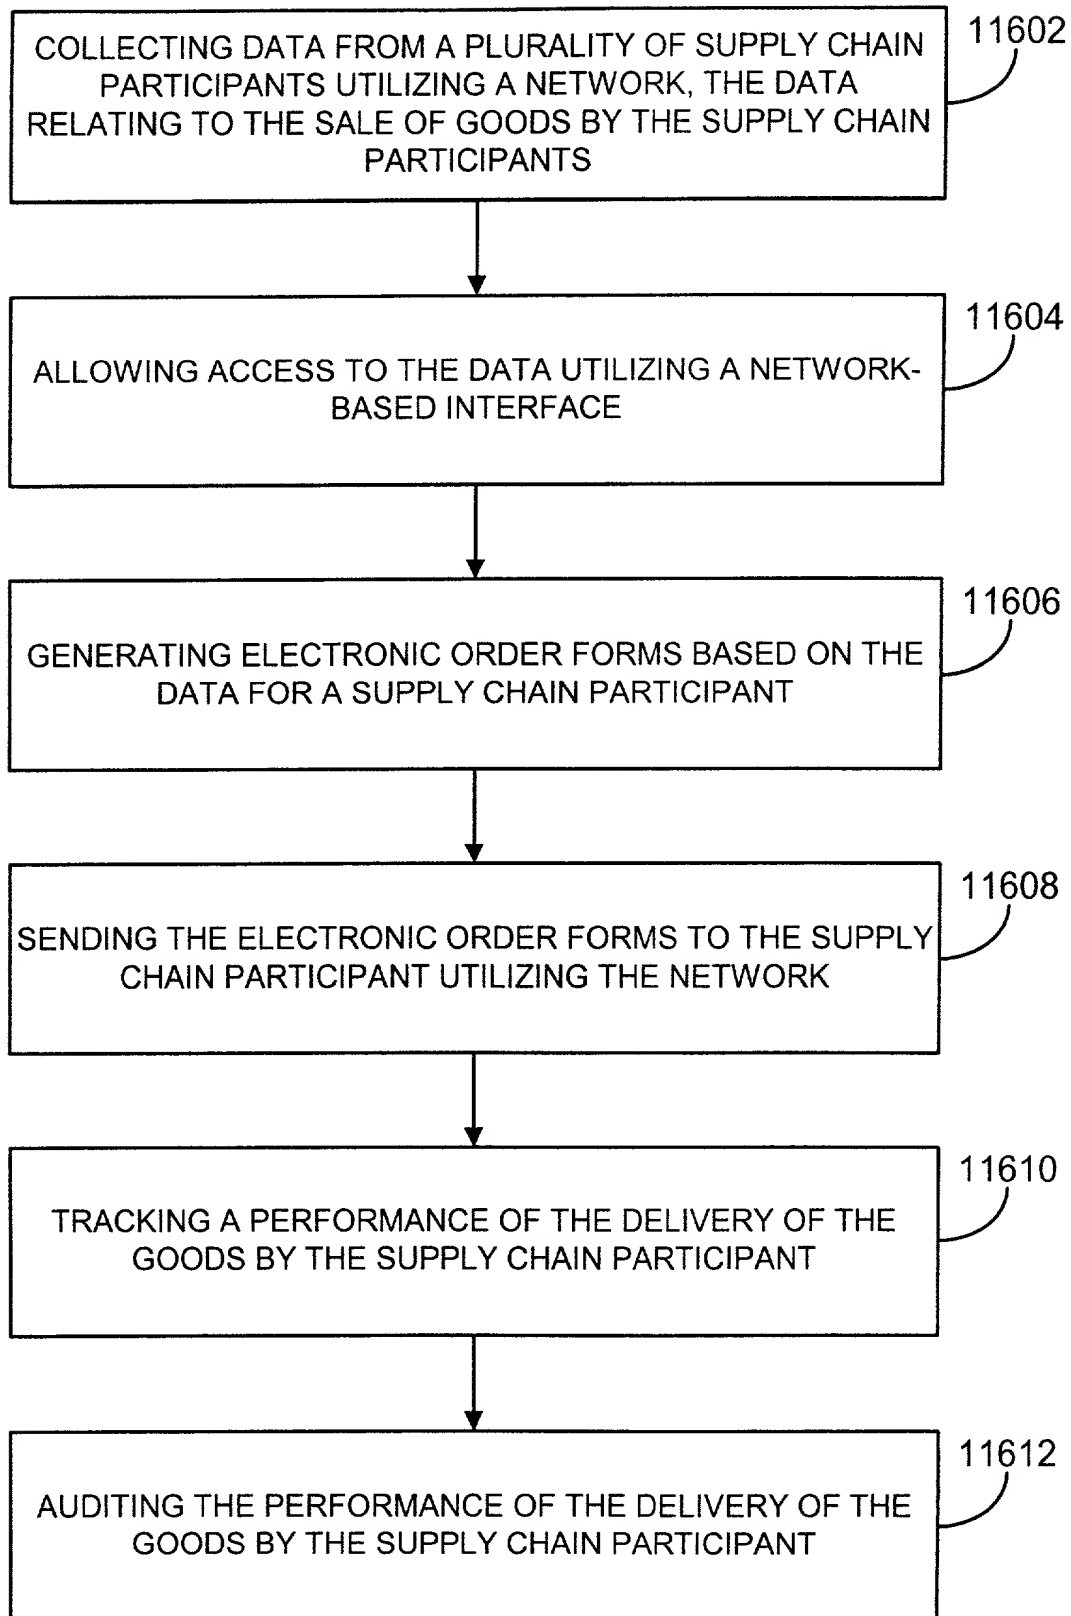 COLLECTING DATA FROM A PLURALITY OF SUPPLY CHAIN
PARTICIPANTS UTILIZING A NETWORK, THE DATA
RELATING TO THE SALE OF GOODS BY THE SUPPLY CHAIN
PARTICIPANTS
11602
ALLOWING ACCESS TO THE DATA UTILIZING A NETWORK-
BASED INTERFACE
11604
GENERATING ELECTRONIC ORDER FORMS BASED ON THE
DATA FOR A SUPPLY CHAIN PARTICIPANT
11606
SENDING THE ELECTRONIC ORDER FORMS TO THE SUPPLY
CHAIN PARTICIPANT UTILIZING THE NETWORK
11608
TRACKING A PERFORMANCE OF THE DELIVERY OF THE
GOODS BY THE SUPPLY CHAIN PARTICIPANT
11610
AUDITING THE PERFORMANCE OF THE DELIVERY OF THE
GOODS BY THE SUPPLY CHAIN PARTICIPANT
11612